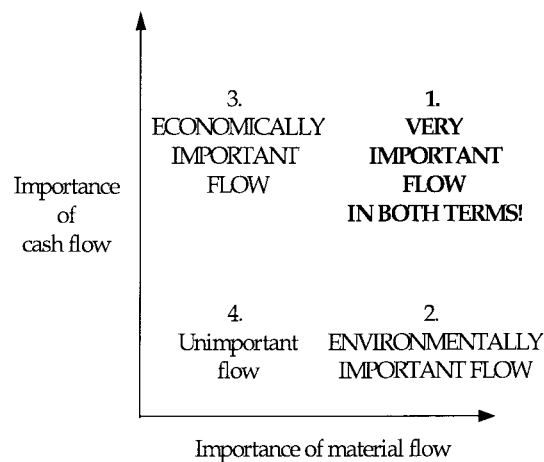 3.
ECONOMICALLY
IMPORTANT
FLOW
1.
VERY
IMPORTANT
FLOW
IN BOTH TERMS!
Importance
of
cash flow
4.
Unimportant
flow
2.
ENVIRONMENTALLY
IMPORTANT FLOW
Importance of material flow